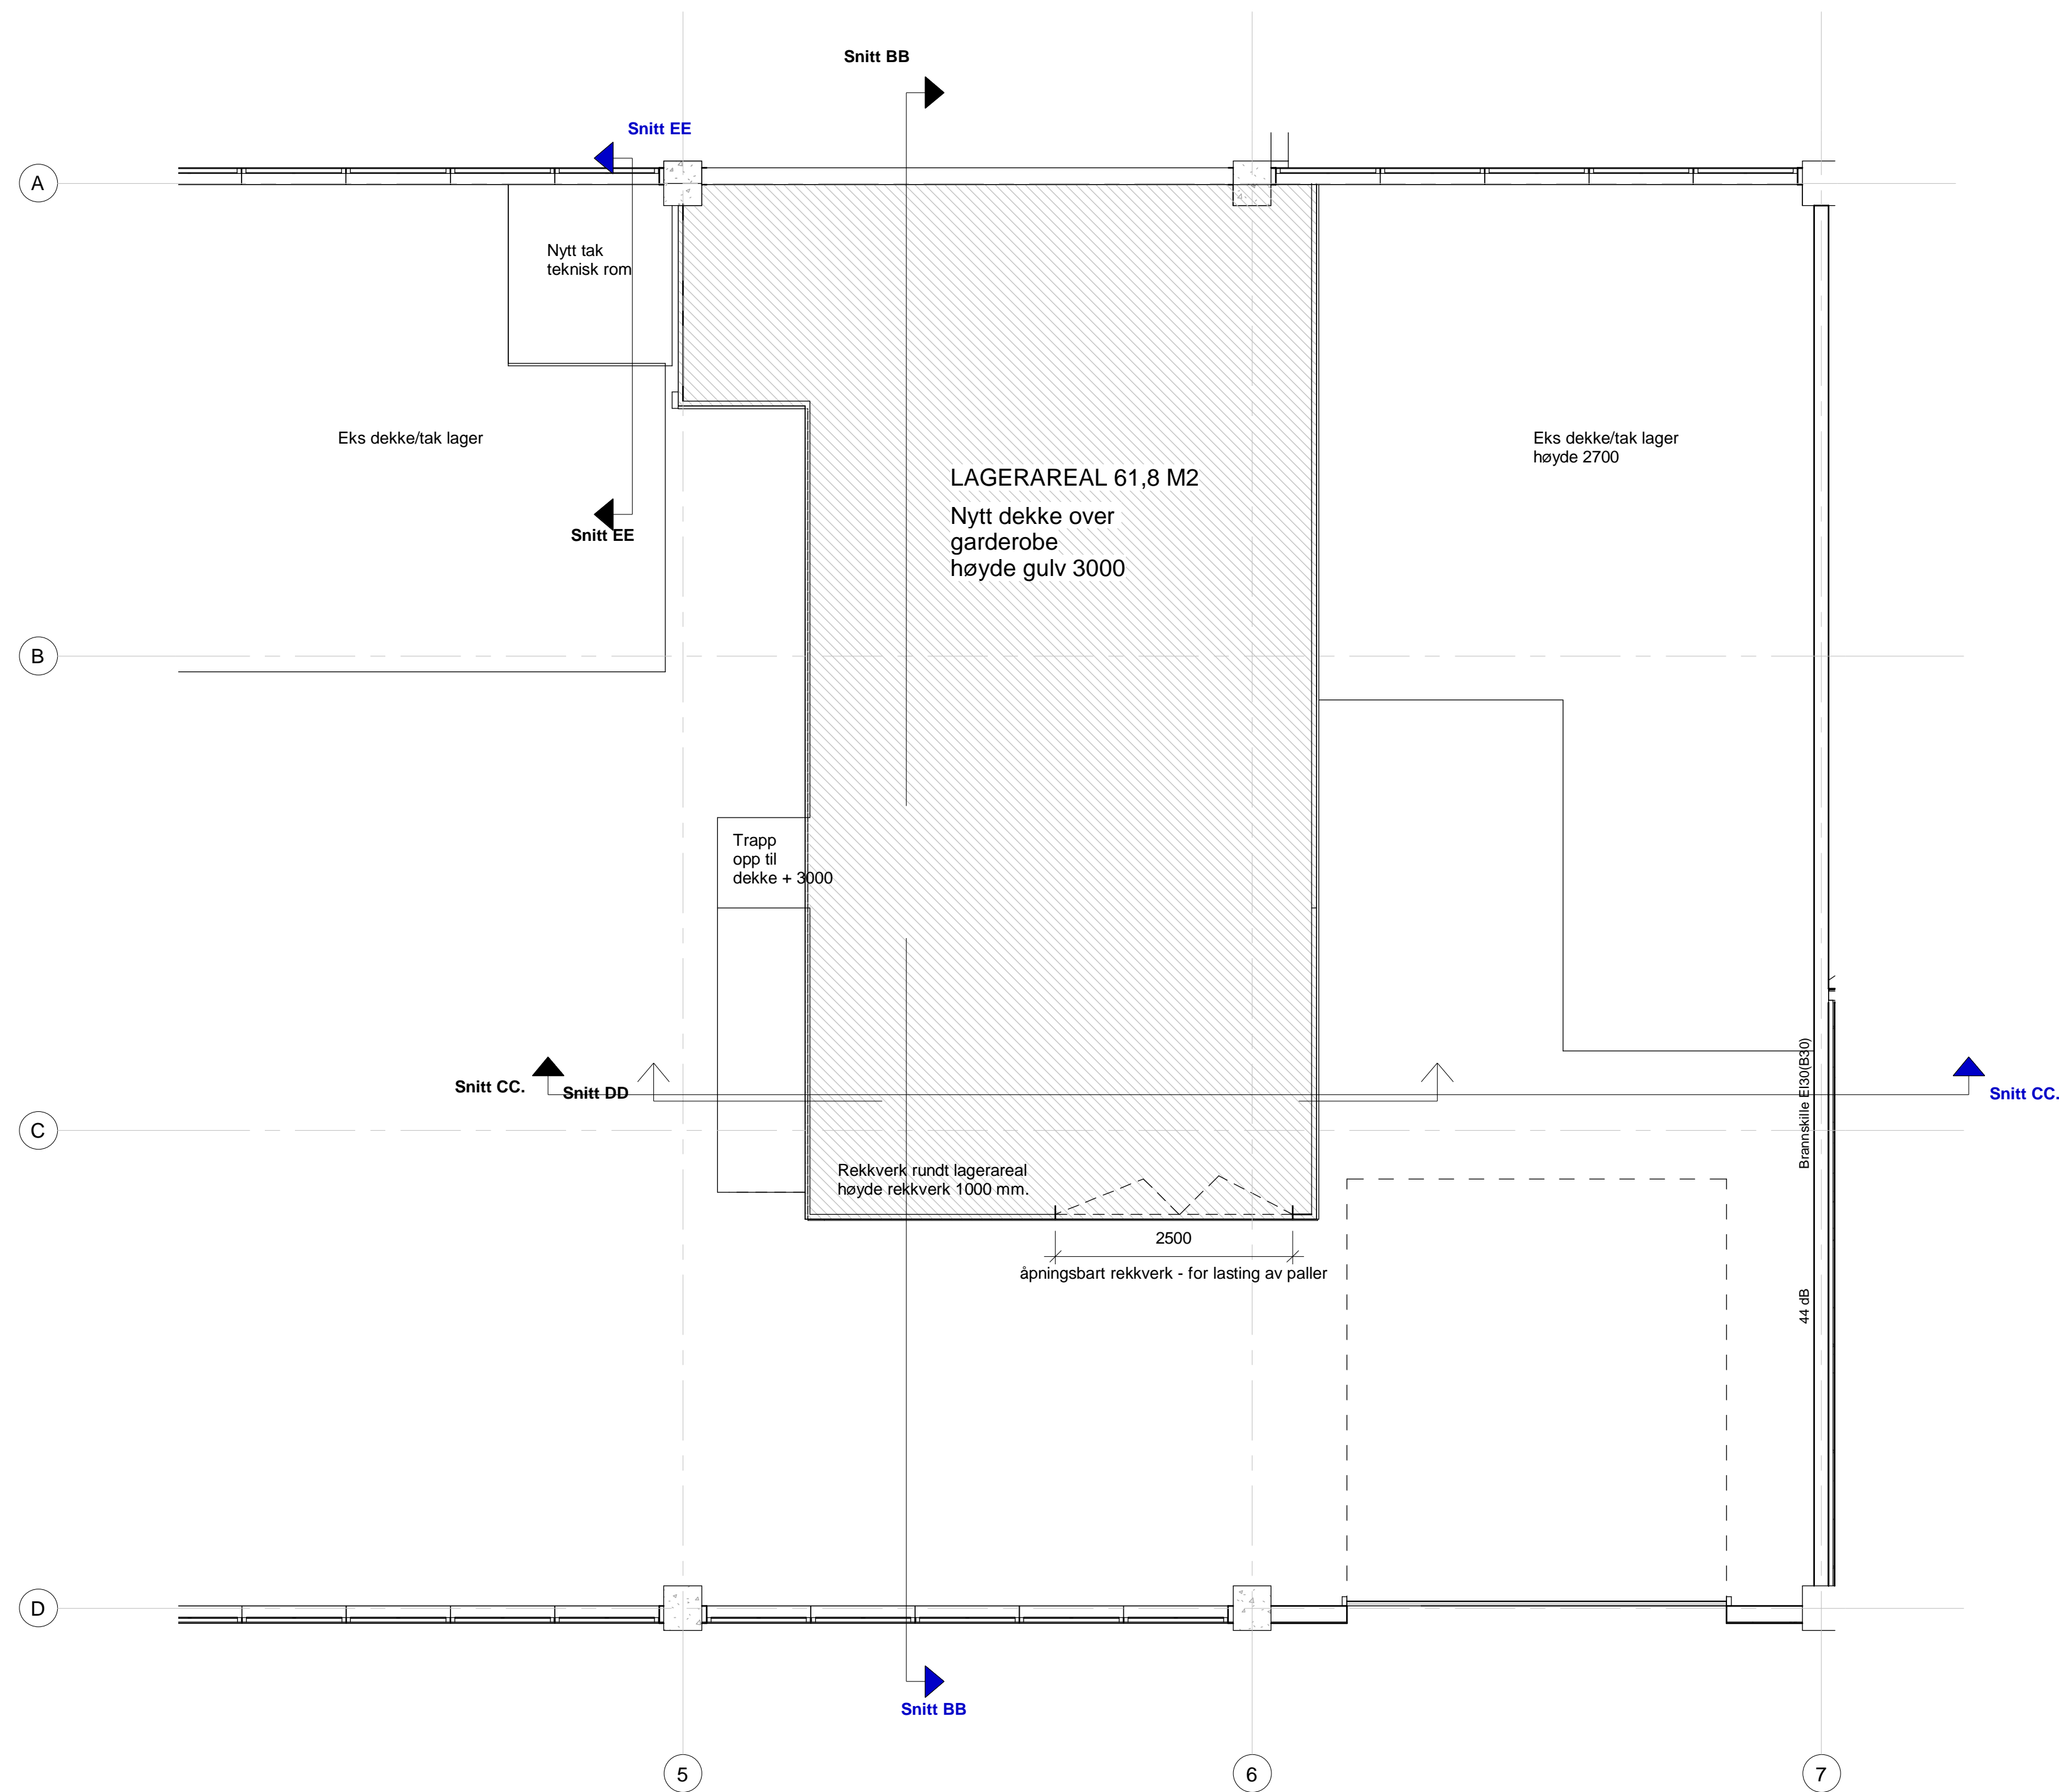 Snitt BB
Snitt EE
A
Nytt tak
teknisk rom
Eks dekke/tak lager
Eks dekke/tak lager
høyde 2700
LAGERAREAL 61,8 M2
Nytt dekke over
garderobe
høyde gulv 3000
Snitt EE
B
Trapp
opp til
dekke + 3000
Snitt CC.
Snitt DD
Brannskille EI30(B30)
Snitt CC.
C
Rekkverk rundt lagerareal
høyde rekkverk 1000 mm.
2500
åpningsbart rekkverk - for lasting av paller
44 dB
D
Snitt BB
5
6
7